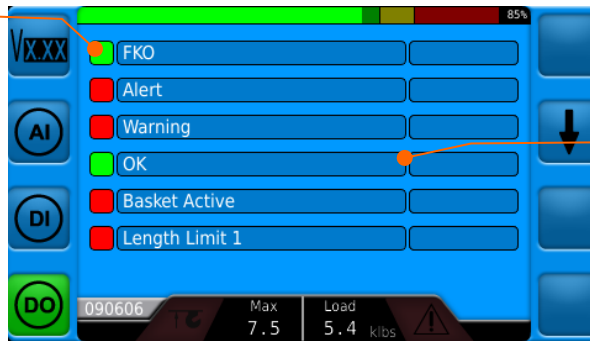 85%
VX.XX
FKO
Alert
AI
Warning
OK
DI
Basket Active
Length Limit 1
DO
090606
Max
Load
7.5
5.4 klbs